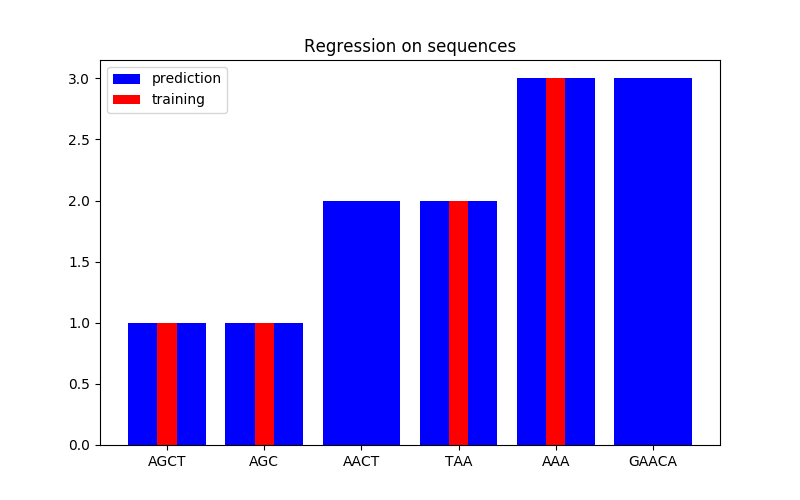 Regression on sequences
prediction
training
3.0
2.5
2.0
1.5
1.0
0.5
0.0
AGCT AGC AACT TAA AAA GAACA